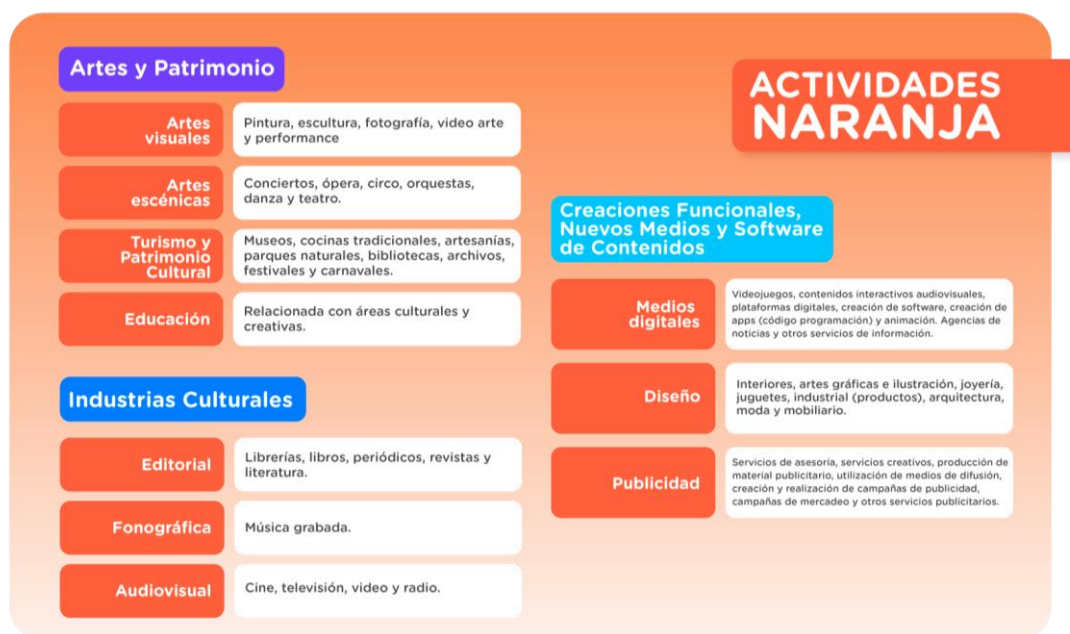 Artes y Patrimonio
Artes
visuales
Pintura, escultura, fotografía, video arte
y performance
Artes
escénicas
Conciertos, ópera, circo, orquestas,
danza y teatro.
Turismo y
Patrimonio
Cultural
Museos, cocinas tradicionales, artesanías,
parques naturales, bibliotecas, archivos,
festivales y carnavales.
Educación
Relacionada con áreas culturales y
creativas.
Industrias Culturales
Editorial
Librerías, libros, periódicos, revistas y
literatura.
Fonográfica
Música grabada.
Audiovisual
Cine, televisión, video y radio.
ACTIVIDADES
NARANJA
Creaciones Funcionales,
Nuevos Medios y Software
de Contenidos
Medios
digitales
Videojuegos, contenidos interactivos audiovisuales,
plataformas digitales, creación de software, creación de
apps (código programación) y animación. Agencias de
noticias y otros servicios de información.
Diseño
Interiores, artes gráficas e ilustración, joyería,
juguetes, industrial (productos), arquitectura,
moda y mobiliario.
Publicidad
Servicios de asesoría, servicios creativos, producción de
material publicitario, utilización de medios de difusión,
creación y realización de campañas de publicidad,
campañas de mercadeo y otros servicios publicitarios.